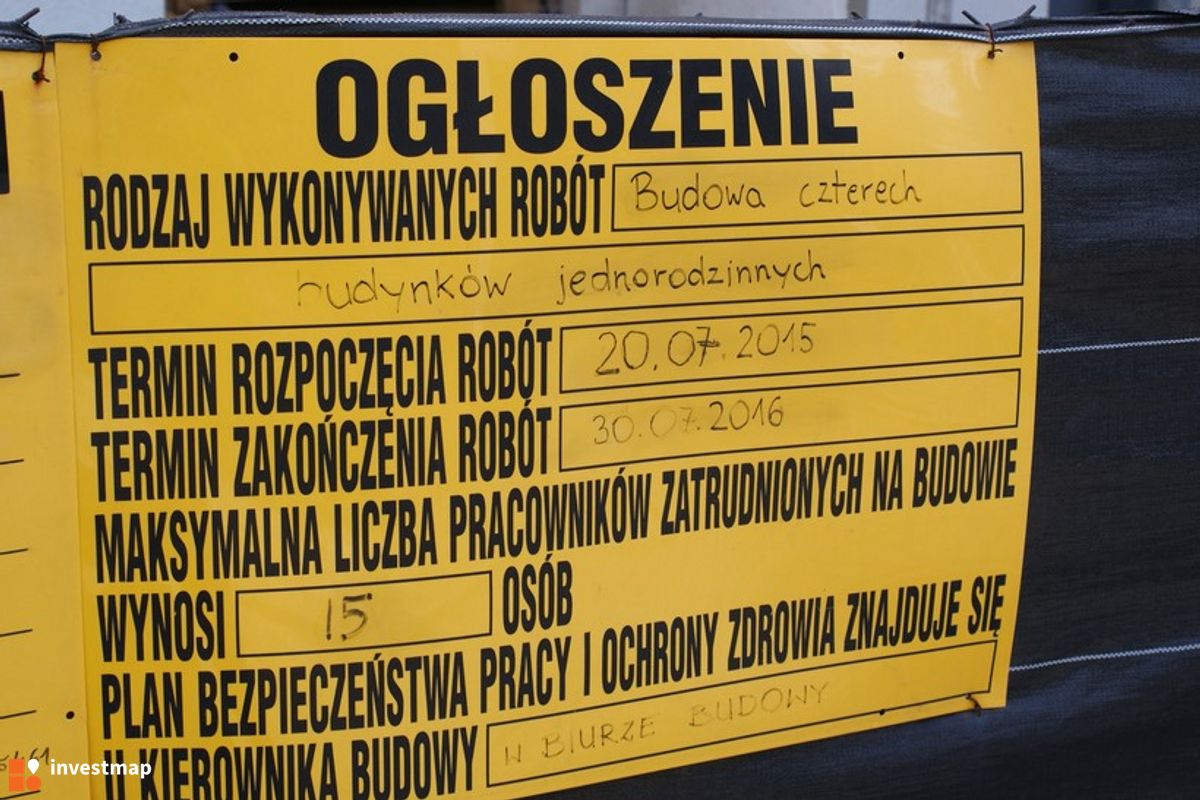 OGŁOSZENIE
RODZAJ WYKONYWANYCH ROBÓT Budowa czterech
budynków jednorodzinnych
TERMIN ROZPOCZĘCIA ROBÓT 20.07.2015
TERMIN ZAKOŃCZENIA ROBÓT 30.07.2016
MAKSYMALNA LICZBA PRACOWNIKÓW ZATRUDNIONYCH NA BUDOWIE
WYNOSI 15 OSÓB
PLAN BEZPIECZEŃSTWA PRACY I OCHRONY ZDROWIA ZNAJDUJE SIĘ
U KIEROWNIKA BUDOWY W BIURZE BUDOWY
investmap